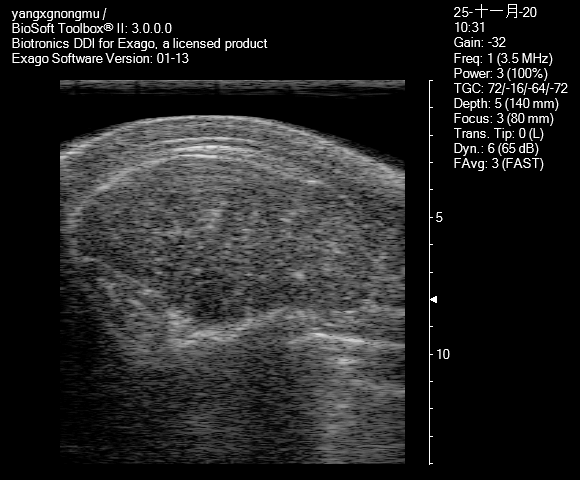 yangxgnongmu /
BioSoft Toolbox® II: 3.0.0.0
Biotronics DDI for Exago, a licensed product
Exago Software Version: 01-13
25-十一月-20
10:31
Gain: -32
Freq: 1 (3.5 MHz)
Power: 3 (100%)
TGC: 72/-16/-64/-72
Depth: 5 (140 mm)
Focus: 3 (80 mm)
Trans. Tip: 0 (L)
Dyn.: 6 (65 dB)
FAvg: 3 (FAST)
5
10